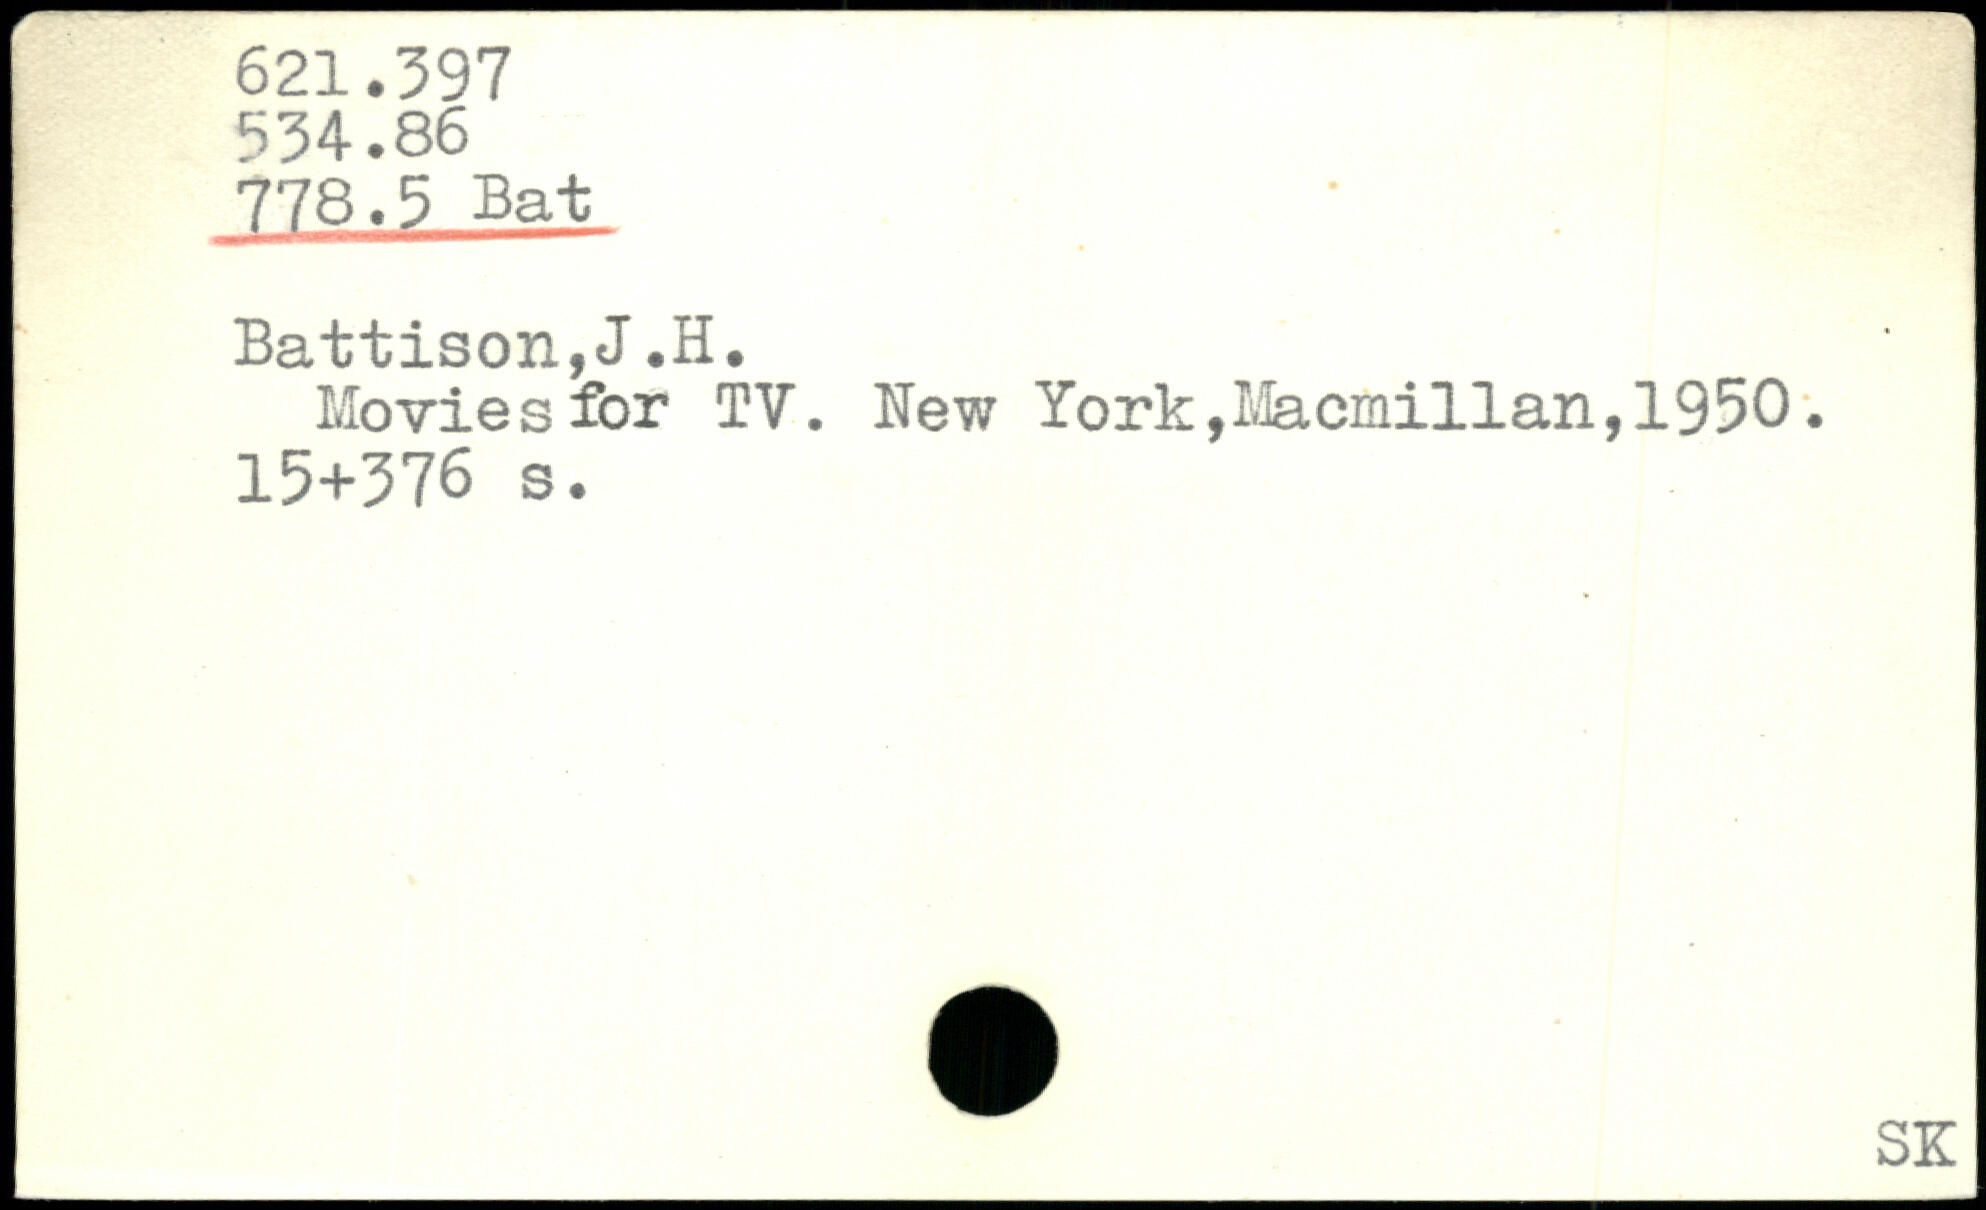 621.397
534.86
778.5 Bat
Battison,J.H.
Movies for TV. New York,Macmillan,1950.
15+376 s.
SK